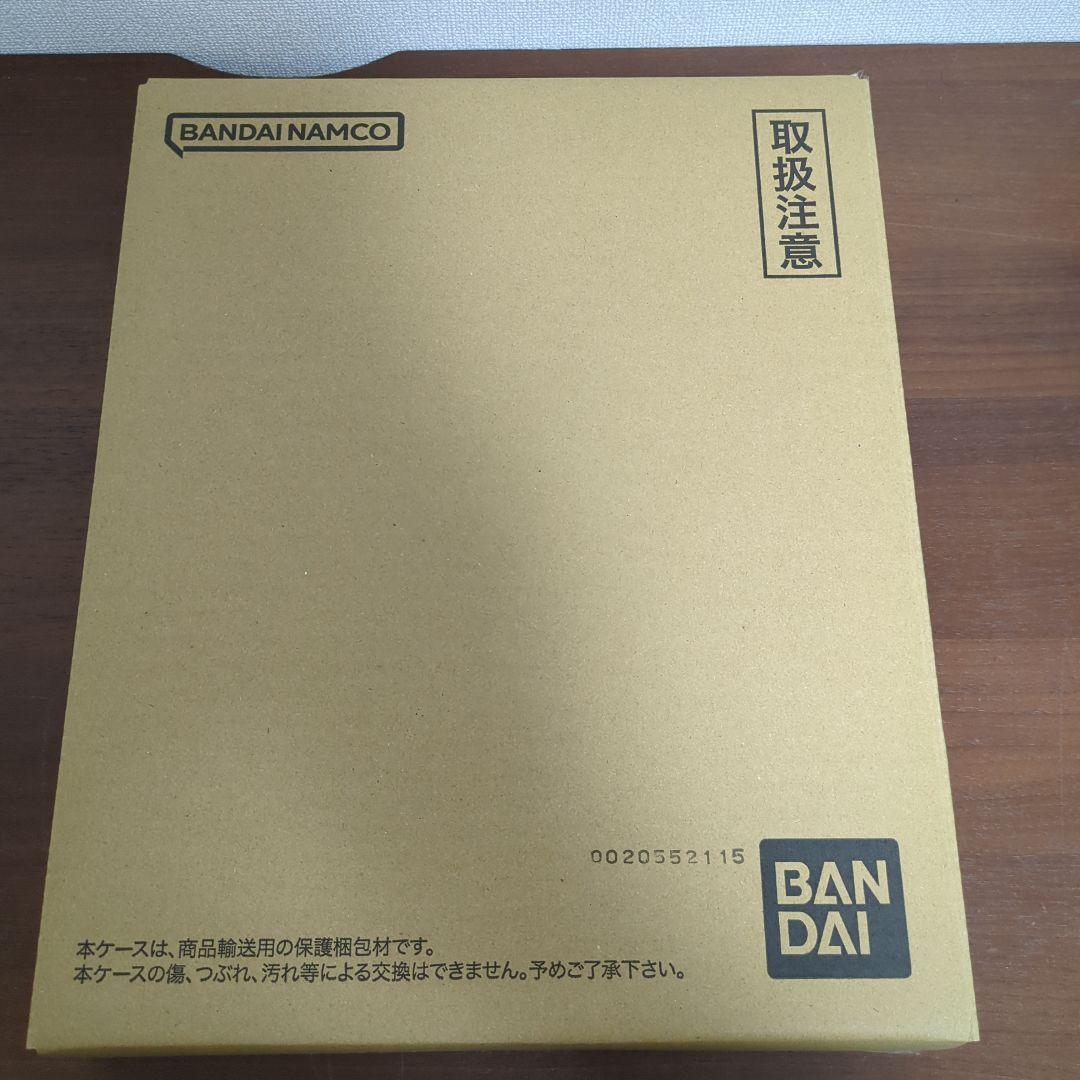 BANDAI NAMCO
取扱注意
0020552115
BAN
DAI
本ケースは、商品輸送用の保護梱包材です。
本ケースの傷、つぶれ、汚れ等による交換はできません。予めご了承下さい。